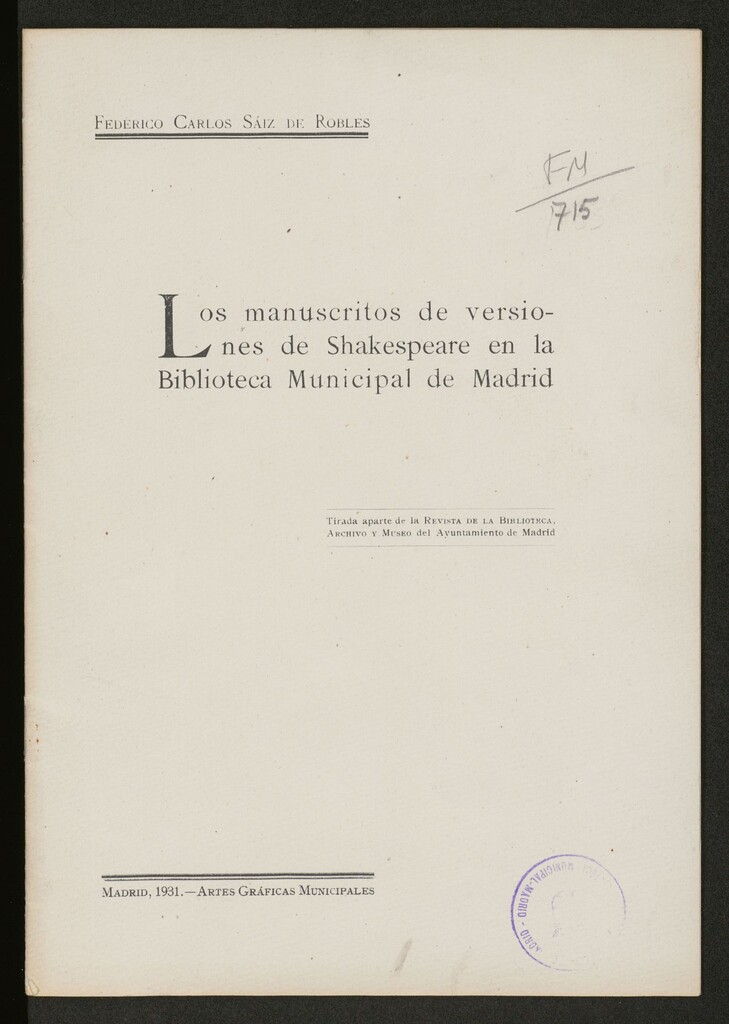 FEDERICO CARLOS SÁIZ DE ROBLES
FM
715
Los manuscritos de versio-
nes de Shakespeare en la
Biblioteca Municipal de Madrid
Tirada aparte de la REVISTA DE LA BIBLIOTECA,
ARCHIVO Y MUSEO del Ayuntamiento de Madrid
MADRID, 1931.—ARTES GRÁFICAS MUNICIPALES
MUNICIPAL-MADRID